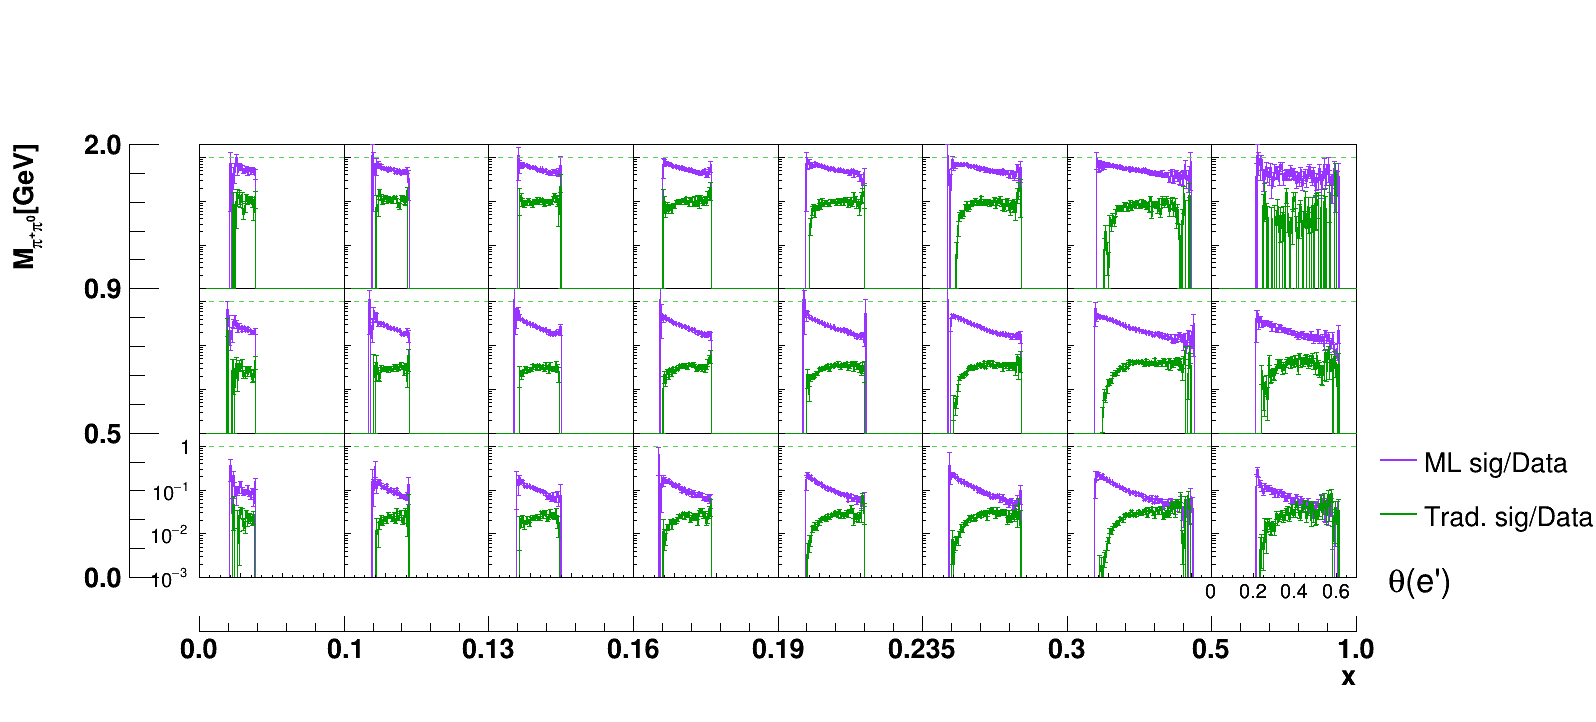 M_{π⁺π⁰}[GeV]
2.0
0.9
0.5
0.0
1
10⁻¹
10⁻²
10⁻³
ML sig/Data
Trad. sig/Data
θ(e')
0 0.2 0.4 0.6
0.0 0.1 0.13 0.16 0.19 0.235 0.3 0.5 1.0
x